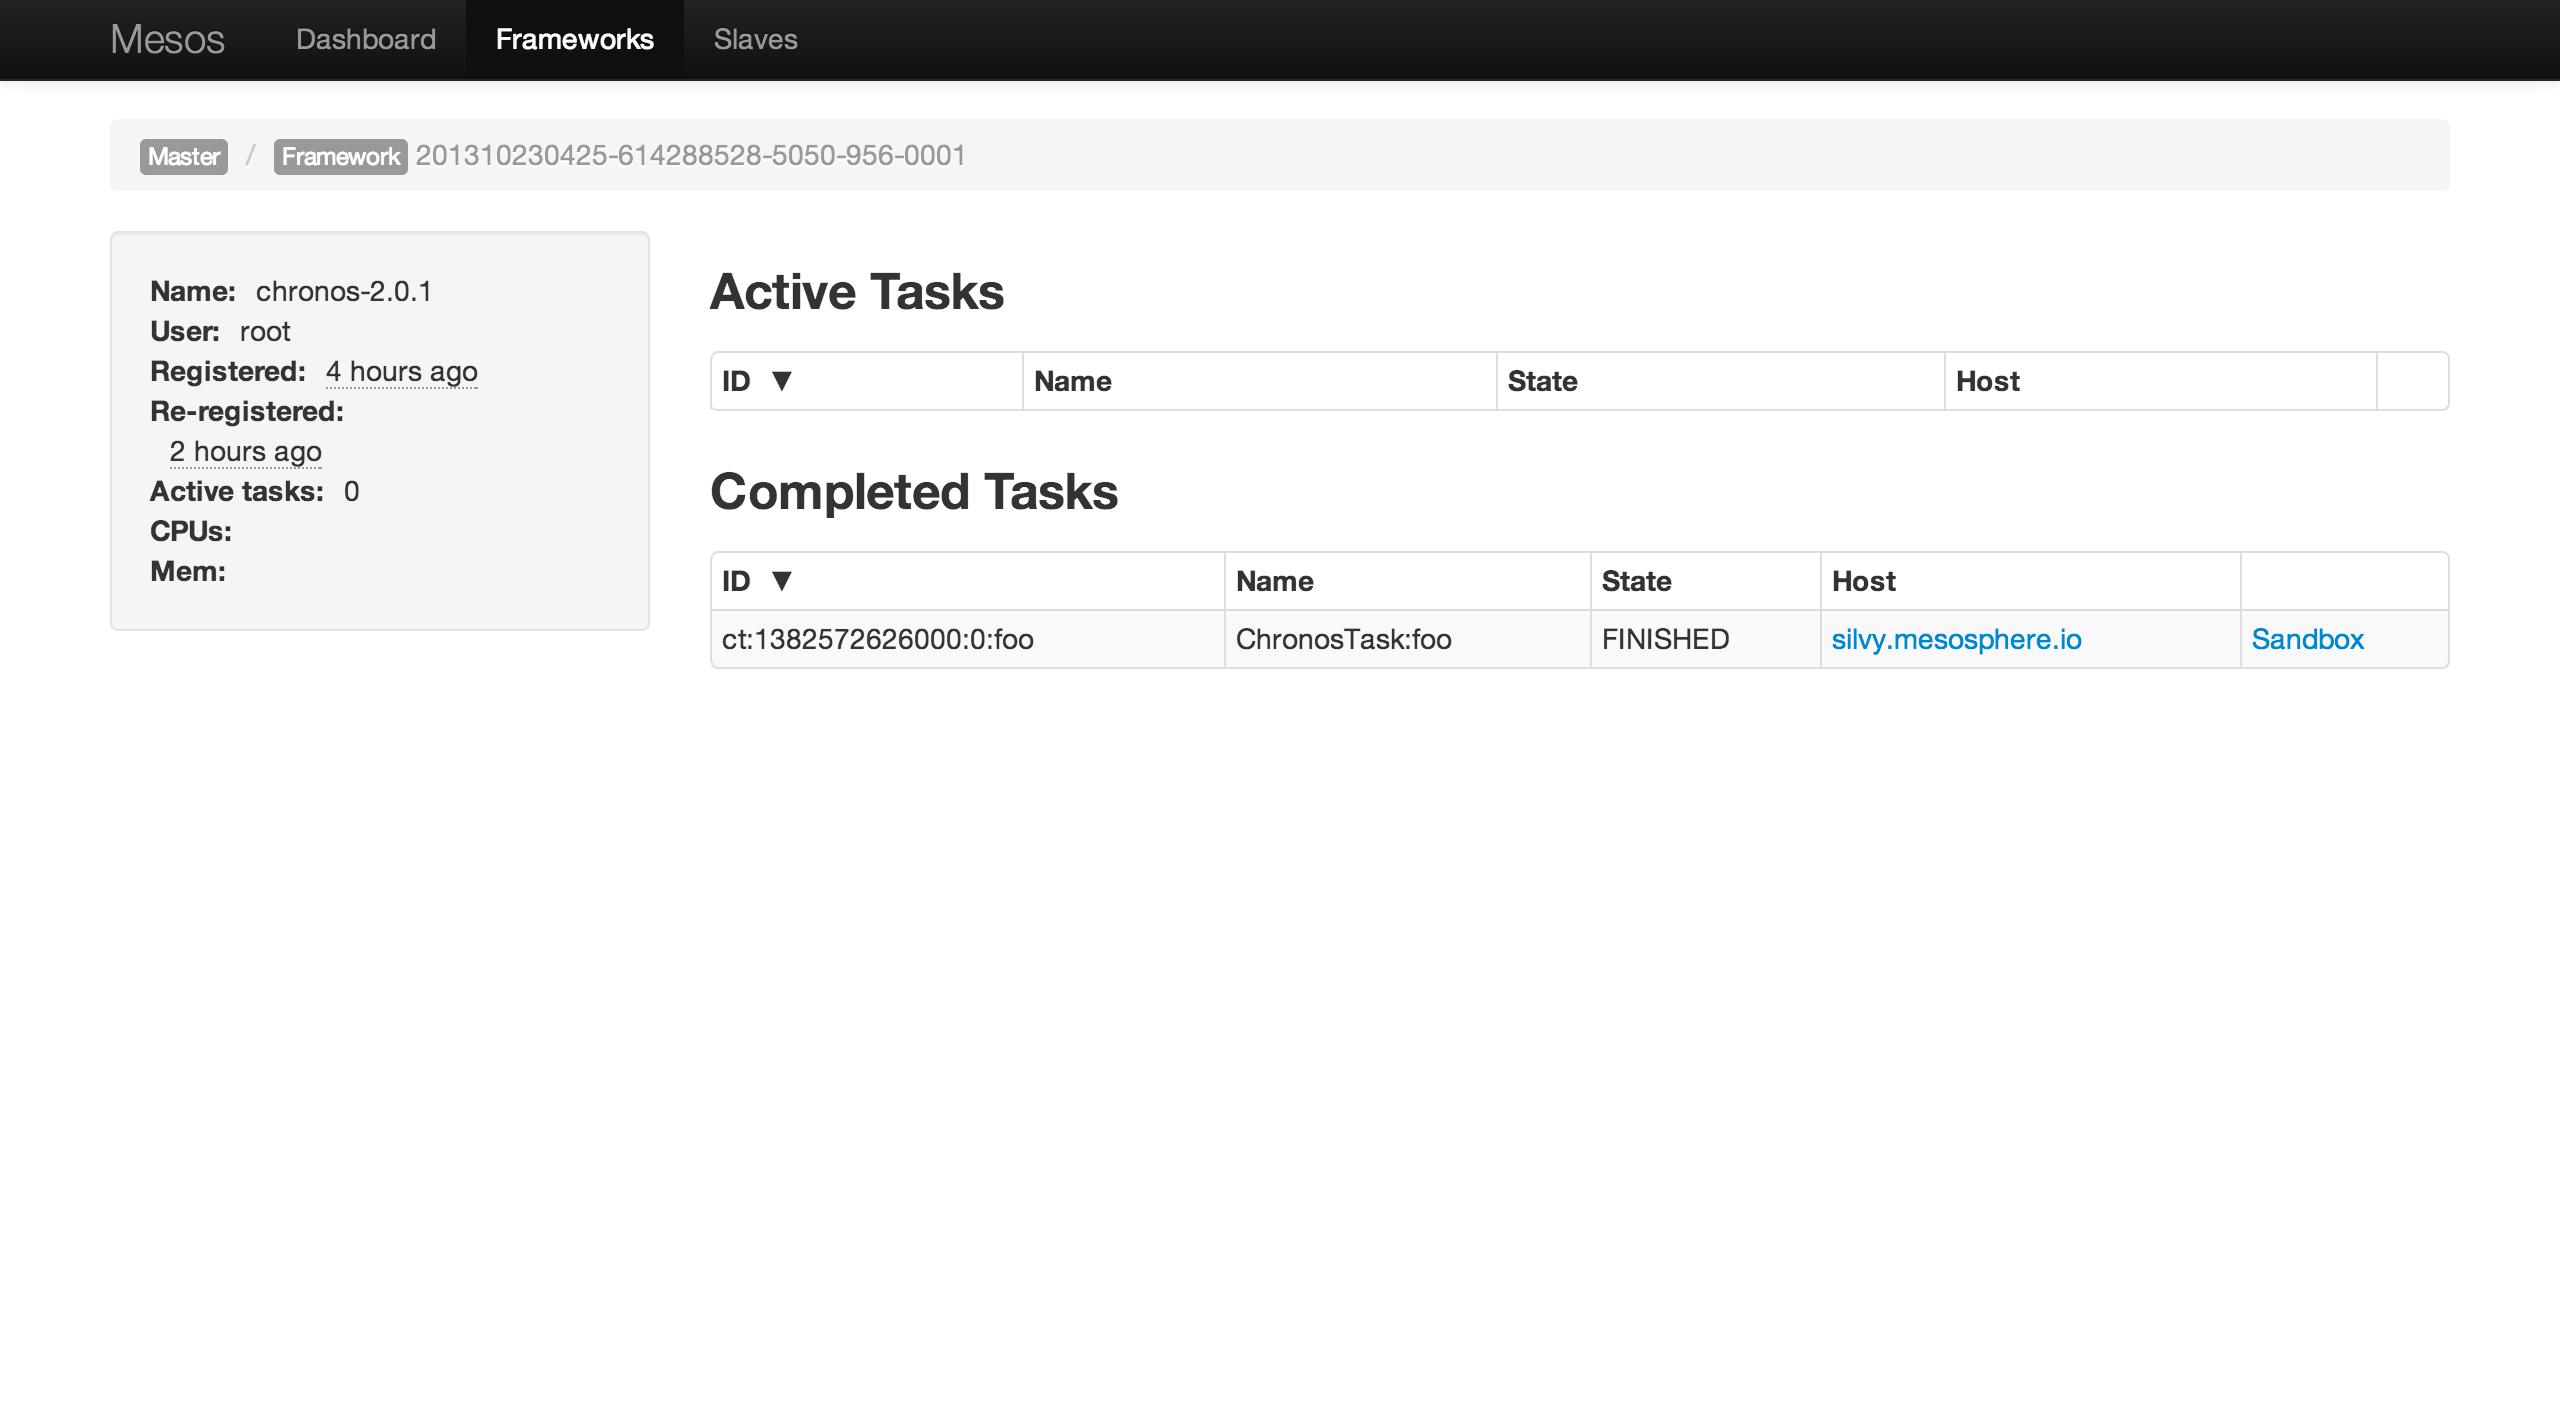 Mesos Dashboard Frameworks Slaves
Master / Framework 201310230425-614288528-5050-956-0001
Name: chronos-2.0.1
User: root
Registered: 4 hours ago
Re-registered:
2 hours ago
Active tasks: 0
CPUs:
Mem:
Active Tasks
ID ▼ Name State Host
Completed Tasks
ID ▼ Name State Host
ct:1382572626000:0:foo ChronosTask:foo FINISHED silvy.mesosphere.io Sandbox